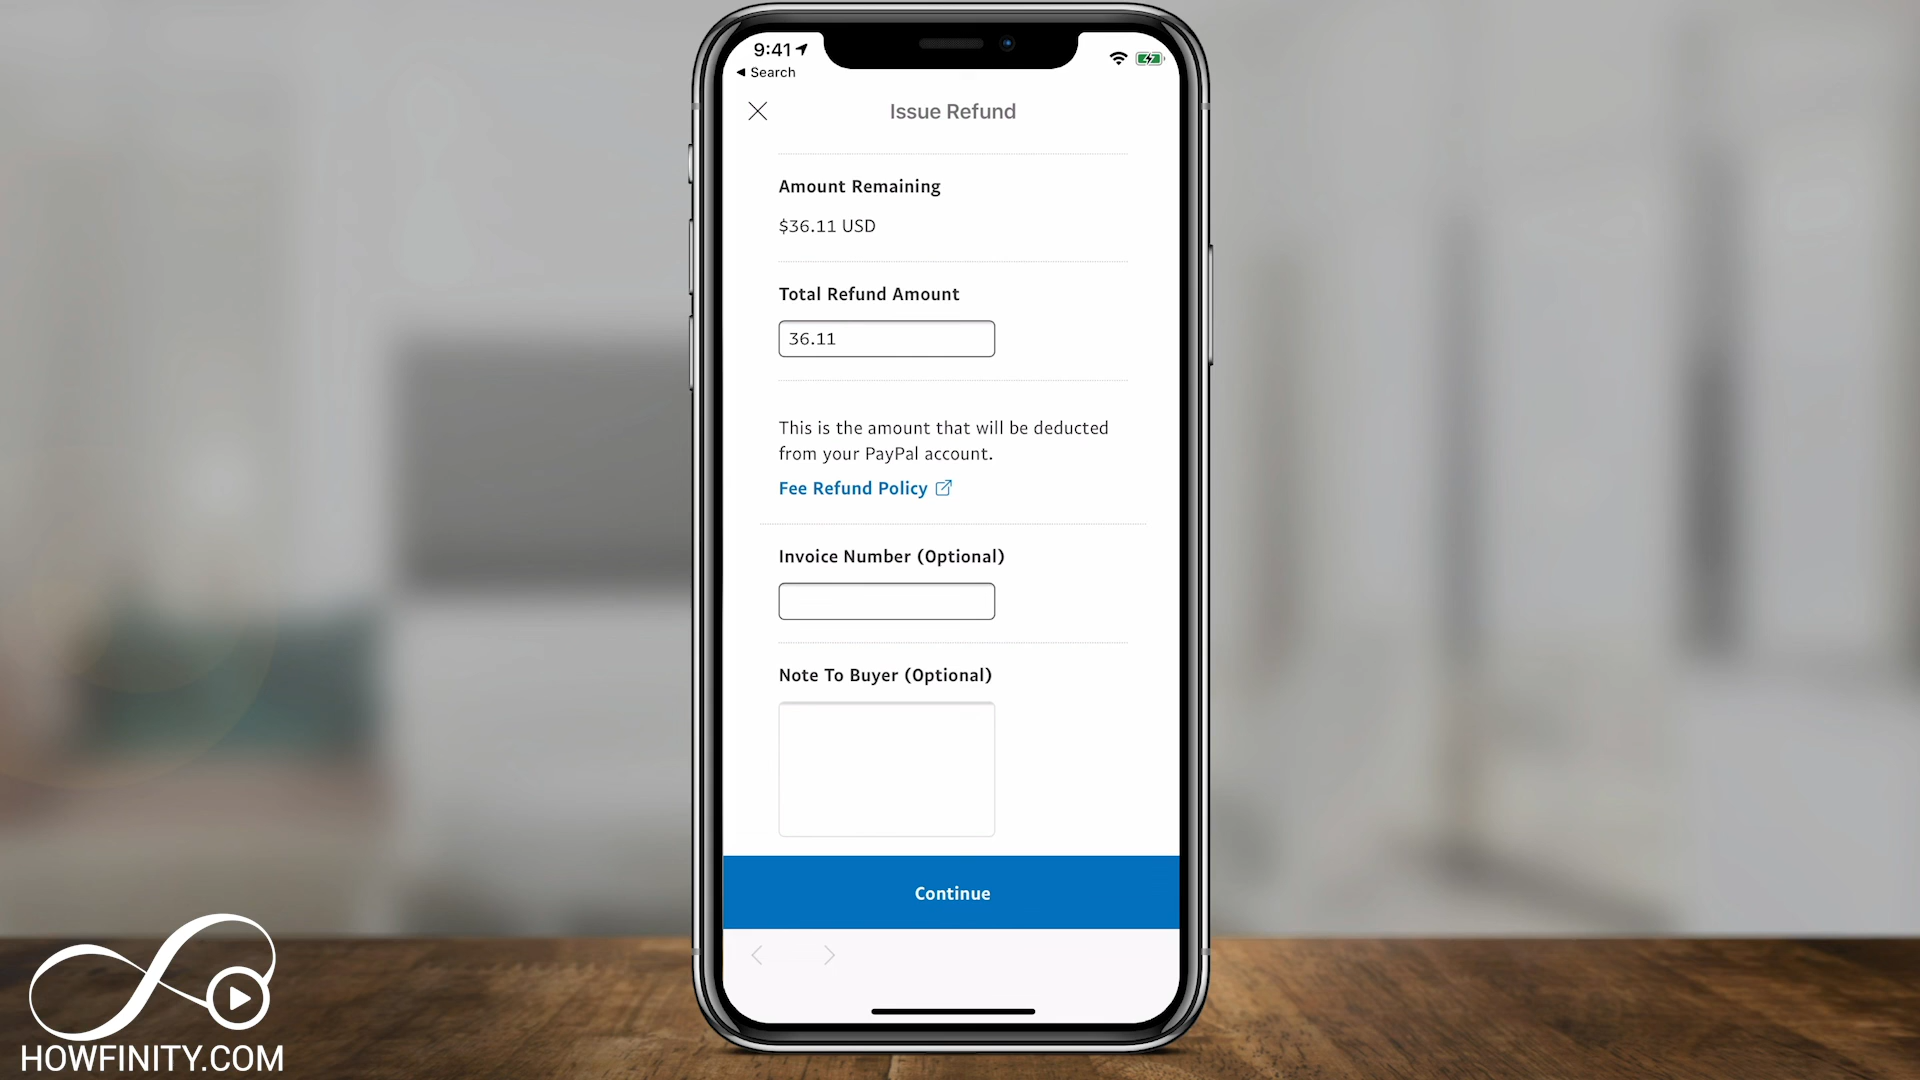 9:41
Search
Issue Refund
Amount Remaining
$36.11 USD
Total Refund Amount
36.11
This is the amount that will be deducted
from your PayPal account.
Fee Refund Policy
Invoice Number (Optional)
Note To Buyer (Optional)
Continue
HOWFINITY.COM